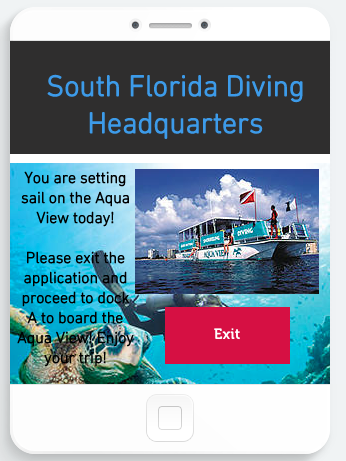 South Florida Diving
Headquarters
You are setting
sail on the Aqua
View today!
Please exit the
application and
proceed to dock
A to board the
Aqua View! Enjoy
your trip!
SNORKELING
DIVING
AQUA VIEW
Exit